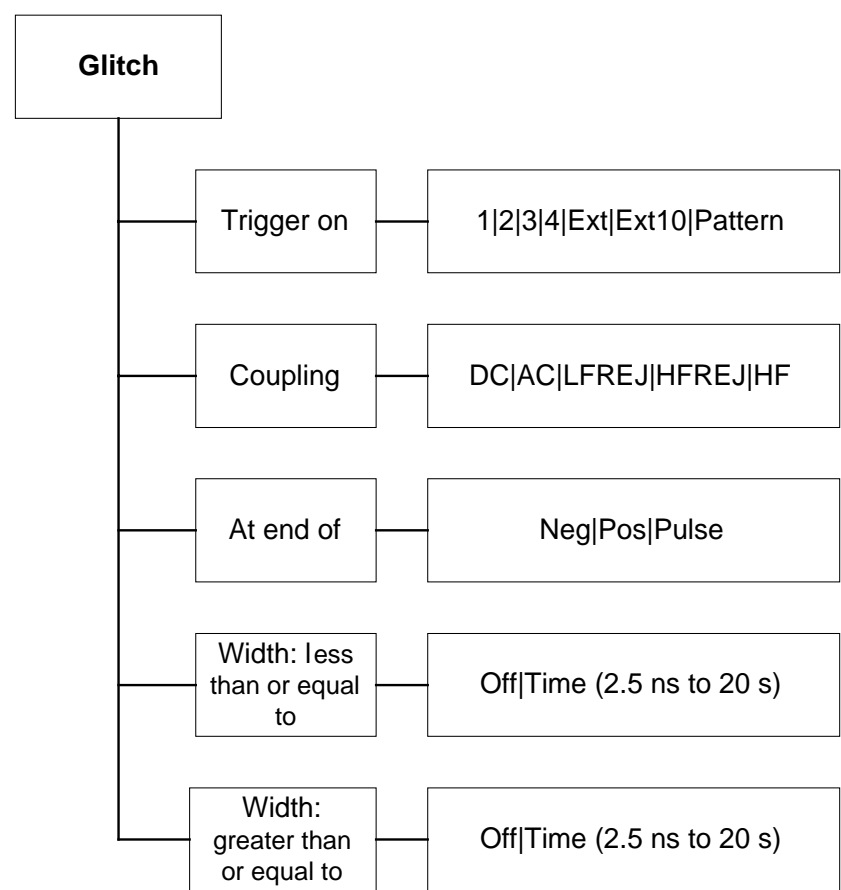 Glitch
Trigger on
1|2|3|4|Ext|Ext10|Pattern
Coupling
DC|AC|LFREJ|HFREJ|HF
At end of
Neg|Pos|Pulse
Width: less
than or equal
to
Off|Time (2.5 ns to 20 s)
Width:
greater than
or equal to
Off|Time (2.5 ns to 20 s)